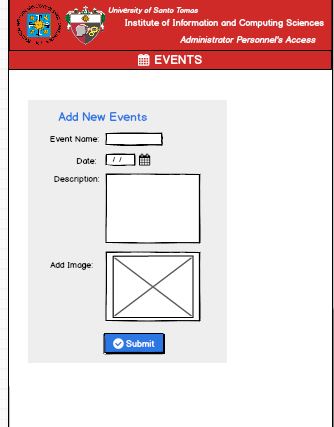 University of Santo Tomas
Institute of Information and Computing Sciences
Administrator Personnel's Access
EVENTS
Add New Events
Event Name:
Date: / /
Description:
Add Image:
Submit